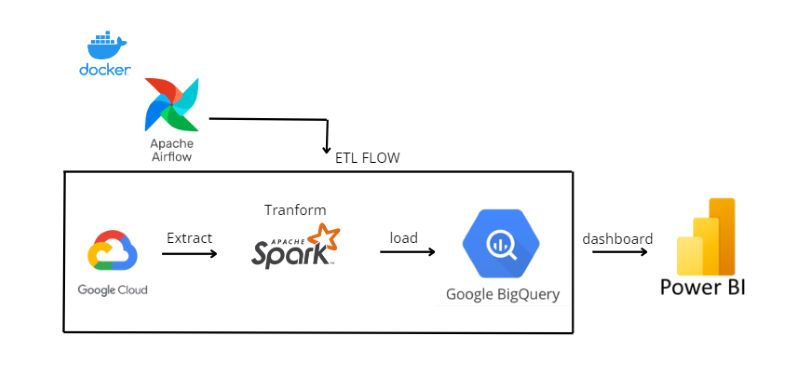 docker
Apache
Airflow
ETL FLOW
Tranform
Extract
APACHE
Spark
load
dashboard
Google Cloud
Google BigQuery
Power BI